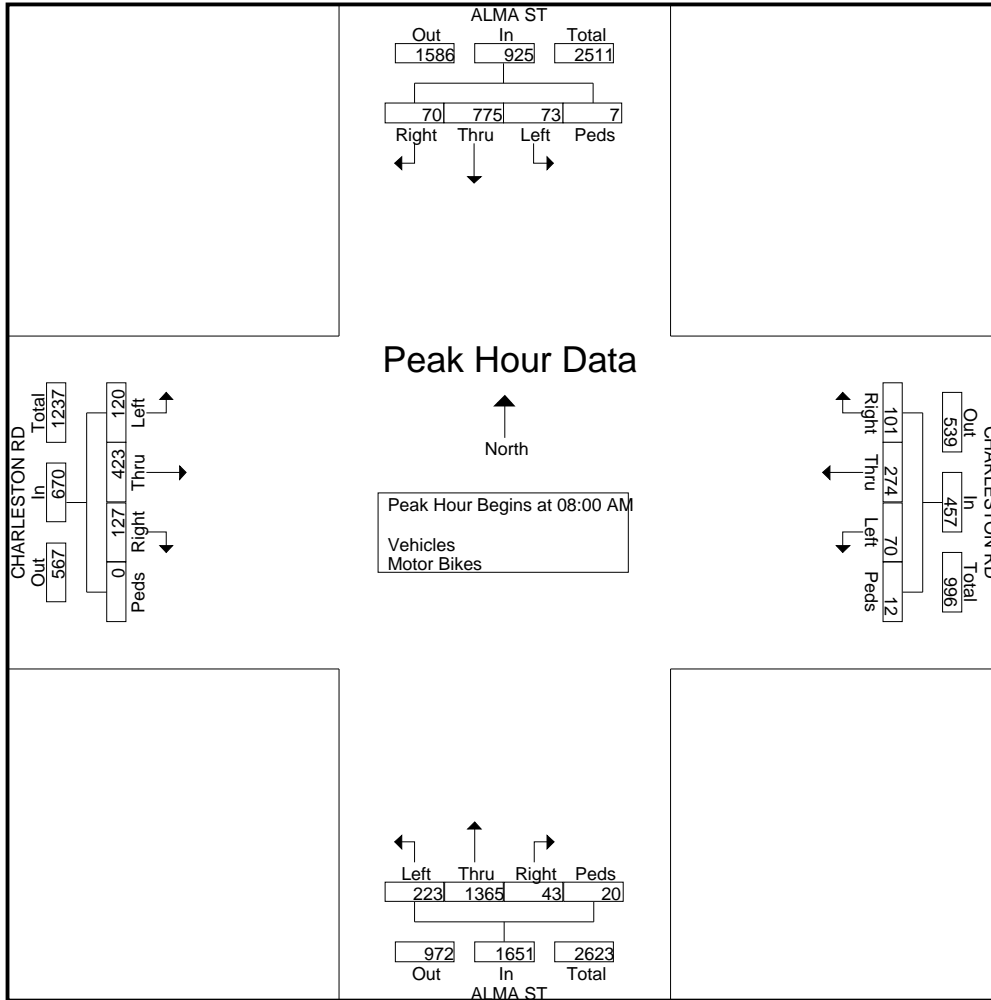 ALMA ST
Out In Total
1586 925 2511
70 775 73 7
Right Thru Left Peds
Peak Hour Data
North
Peak Hour Begins at 08:00 AM
Vehicles
Motor Bikes
CHARLESTON RD
Out In Total
567 670 1237
Left Thru Right Peds
120 423 127 0
CHARLESTON RD
Out In Total
539 457 996
Right Thru Left Peds
101 274 70 12
Left Thru Right Peds
223 1365 43 20
972 1651 2623
Out In Total
ALMA ST